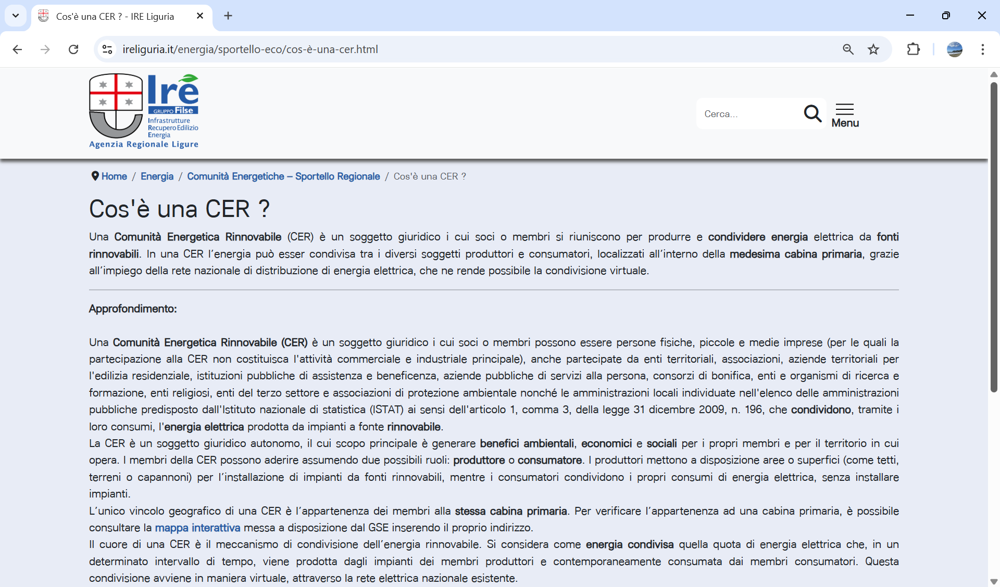 Cos'è una CER ? - IRE Liguria
ireliguria.it/energia/sportello-eco/cos-è-una-cer.html
Ire
GRUPPO Filse
Infrastrutture
Recupero Edilizio
Energia
Agenzia Regionale Ligure
Cerca...
Menu
Home / Energia / Comunità Energetiche – Sportello Regionale / Cos'è una CER ?
Cos'è una CER ?
Una Comunità Energetica Rinnovabile (CER) è un soggetto giuridico i cui soci o membri si riuniscono per produrre e condividere energia elettrica da fonti
rinnovabili. In una CER l’energia può esser condivisa tra i diversi soggetti produttori e consumatori, localizzati all’interno della medesima cabina primaria, grazie
all’impiego della rete nazionale di distribuzione di energia elettrica, che ne rende possibile la condivisione virtuale.
Approfondimento:
Una Comunità Energetica Rinnovabile (CER) è un soggetto giuridico i cui soci o membri possono essere persone fisiche, piccole e medie imprese (per le quali la
partecipazione alla CER non costituisca l'attività commerciale e industriale principale), anche partecipate da enti territoriali, associazioni, aziende territoriali per
l'edilizia residenziale, istituzioni pubbliche di assistenza e beneficenza, aziende pubbliche di servizi alla persona, consorzi di bonifica, enti e organismi di ricerca e
formazione, enti religiosi, enti del terzo settore e associazioni di protezione ambientale nonché le amministrazioni locali individuate nell'elenco delle amministrazioni
pubbliche predisposto dall'Istituto nazionale di statistica (ISTAT) ai sensi dell'articolo 1, comma 3, della legge 31 dicembre 2009, n. 196, che condividono, tramite i
loro consumi, l'energia elettrica prodotta da impianti a fonte rinnovabile.
La CER è un soggetto giuridico autonomo, il cui scopo principale è generare benefici ambientali, economici e sociali per i propri membri e per il territorio in cui
opera. I membri della CER possono aderire assumendo due possibili ruoli: produttore o consumatore. I produttori mettono a disposizione aree o superfici (come tetti,
terreni o capannoni) per l’installazione di impianti da fonti rinnovabili, mentre i consumatori condividono i propri consumi di energia elettrica, senza installare
impianti.
L’unico vincolo geografico di una CER è l’appartenenza dei membri alla stessa cabina primaria. Per verificare l’appartenenza ad una cabina primaria, è possibile
consultare la mappa interattiva messa a disposizione dal GSE inserendo il proprio indirizzo.
Il cuore di una CER è il meccanismo di condivisione dell’energia rinnovabile. Si considera come energia condivisa quella quota di energia elettrica che, in un
determinato intervallo di tempo, viene prodotta dagli impianti dei membri produttori e contemporaneamente consumata dai membri consumatori. Questa
condivisione avviene in maniera virtuale, attraverso la rete elettrica nazionale esistente.